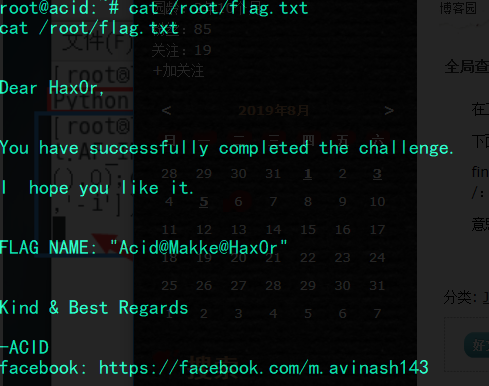 root@acid:~# cat /root/flag.txt
cat /root/flag.txt
Dear Hax0r,
You have successfully completed the challenge.
I hope you like it.
FLAG NAME: "Acid@Makke@Hax0r"
Kind & Best Regards
-ACID
facebook: https://facebook.com/m.avinash143
:85
关注:19
+加关注
文件(F)
[root@
Python
[root@
< 2019年8月 >
日 一 二 三 四 五 六
28 29 30 31 1 2 3
4 5 6 7 8 9 10
11 12 13 14 15 16 17
18 19 20 21 22 23 24
25 26 27 28 29 30 31
1 2 3 4 5 6 7
搜索
博客园
全局查
在
下
fin
/:
意
分类:
好